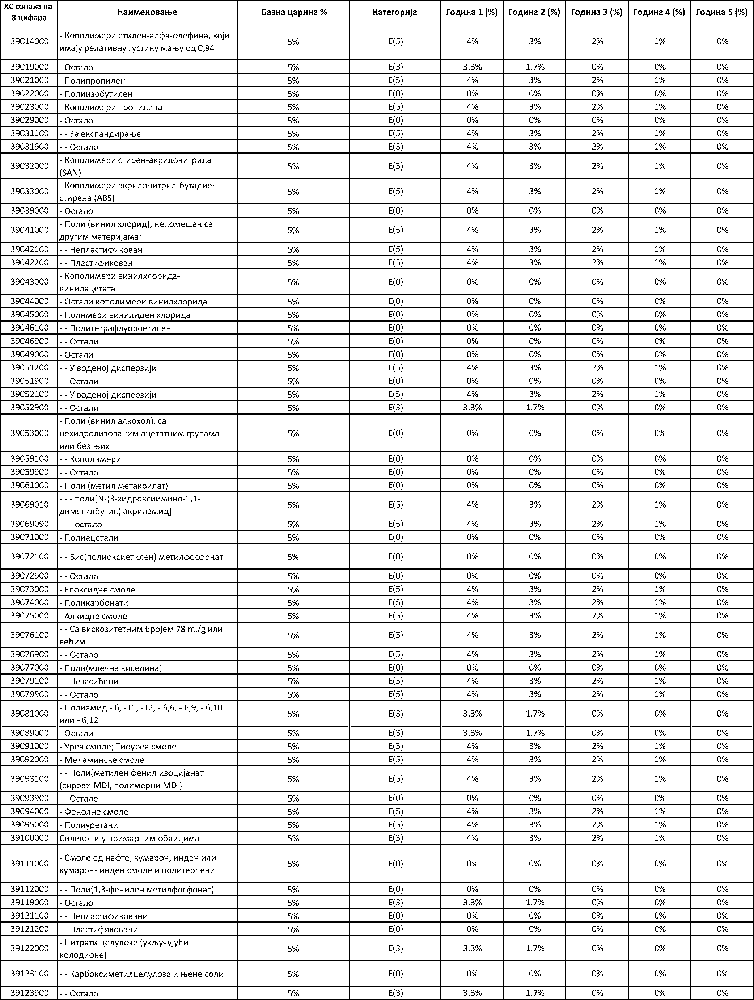 ХС ознака на 8 цифара Наименовање Базна царина % Категорија Година 1 (%) Година 2 (%) Година 3 (%) Година 4 (%) Година 5 (%)
39014000 - Кополимери етилен-алфа-олефина, који имају релативну густину мању од 0,94 5% Е(5) 4% 3% 2% 1% 0%
39019000 - Остало 5% Е(3) 3.3% 1.7% 0% 0% 0%
39021000 - Полипропилен 5% Е(5) 4% 3% 2% 1% 0%
39022000 - Полиизобутилен 5% Е(0) 0% 0% 0% 0% 0%
39023000 - Кополимери пропилена 5% Е(5) 4% 3% 2% 1% 0%
39029000 - Остало 5% Е(0) 0% 0% 0% 0% 0%
39031100 - - За експандирање 5% Е(5) 4% 3% 2% 1% 0%
39031900 - - Остало 5% Е(5) 4% 3% 2% 1% 0%
39032000 - Кополимери стирен-акрилонитрила (SAN) 5% Е(5) 4% 3% 2% 1% 0%
39033000 - Кополимери акрилонитрил-бутадиен-стирена (ABS) 5% Е(5) 4% 3% 2% 1% 0%
39039000 - Остало 5% Е(0) 0% 0% 0% 0% 0%
39041000 - Поли (винил хлорид), непомешан са другим материјама: 5% Е(5) 4% 3% 2% 1% 0%
39042100 - - Непластификован 5% Е(5) 4% 3% 2% 1% 0%
39042200 - - Пластификован 5% Е(5) 4% 3% 2% 1% 0%
39043000 - Кополимери винилхлорида-винилацетата 5% Е(0) 0% 0% 0% 0% 0%
39044000 - Остали кополимери винилхлорида 5% Е(0) 0% 0% 0% 0% 0%
39045000 - Полимери винилиден хлорида 5% Е(0) 0% 0% 0% 0% 0%
39046100 - - Политетрафлуороетилен 5% Е(0) 0% 0% 0% 0% 0%
39046900 - - Остали 5% Е(0) 0% 0% 0% 0% 0%
39049000 - Остали 5% Е(0) 0% 0% 0% 0% 0%
39051200 - - У воденој дисперзији 5% Е(5) 4% 3% 2% 1% 0%
39051900 - - Остали 5% Е(0) 0% 0% 0% 0% 0%
39052100 - - У воденој дисперзији 5% Е(5) 4% 3% 2% 1% 0%
39052900 - - Остали 5% Е(3) 3.3% 1.7% 0% 0% 0%
39053000 - Поли (винил алкохол), са нехидролизованим ацетатним групама или без њих 5% Е(0) 0% 0% 0% 0% 0%
39059100 - - Кополимери 5% Е(0) 0% 0% 0% 0% 0%
39059900 - - Остало 5% Е(0) 0% 0% 0% 0% 0%
39061000 - Поли (метил метакрилат) 5% Е(0) 0% 0% 0% 0% 0%
39069010 - - - поли[N-(3-хидроксиимино-1,1-диметилбутил) акриламид] 5% Е(5) 4% 3% 2% 1% 0%
39069090 - - - остало 5% Е(5) 4% 3% 2% 1% 0%
39071000 - Полиацетали 5% Е(0) 0% 0% 0% 0% 0%
39072100 - - Бис(полиоксиетилен) метилфосфонат 5% Е(0) 0% 0% 0% 0% 0%
39072900 - - Остало 5% Е(0) 0% 0% 0% 0% 0%
39073000 - Епоксидне смоле 5% Е(5) 4% 3% 2% 1% 0%
39074000 - Поликарбонати 5% Е(5) 4% 3% 2% 1% 0%
39075000 - Алкидне смоле 5% Е(5) 4% 3% 2% 1% 0%
39076100 - - Са вискозитетним бројем 78 ml/g или већим 5% Е(5) 4% 3% 2% 1% 0%
39076900 - - Остало 5% Е(5) 4% 3% 2% 1% 0%
39077000 - Поли(млечна киселина) 5% Е(0) 0% 0% 0% 0% 0%
39079100 - - Незасићени 5% Е(5) 4% 3% 2% 1% 0%
39079900 - - Остало 5% Е(5) 4% 3% 2% 1% 0%
39081000 - Полиамид - 6, -11, -12, - 6,6, - 6,9, - 6,10 или - 6,12 5% Е(3) 3.3% 1.7% 0% 0% 0%
39089000 - Остали 5% Е(3) 3.3% 1.7% 0% 0% 0%
39091000 - Уреа смоле; Тиоуреа смоле 5% Е(5) 4% 3% 2% 1% 0%
39092000 - Меламинске смоле 5% Е(5) 4% 3% 2% 1% 0%
39093100 - - Поли(метилен фенил изоцијанат (сирови MDI, полимерни MDI) 5% Е(5) 4% 3% 2% 1% 0%
39093900 - - Остале 5% Е(0) 0% 0% 0% 0% 0%
39094000 - Фенолне смоле 5% Е(5) 4% 3% 2% 1% 0%
39095000 - Полиуретани 5% Е(5) 4% 3% 2% 1% 0%
39100000 Силикони у примарним облицима 5% Е(5) 4% 3% 2% 1% 0%
39111000 - Смоле од нафте, кумарон, инден или кумарон- инден смоле и политерпени 5% Е(0) 0% 0% 0% 0% 0%
39112000 - - Поли(1,3-фенилен метилфосфонат) 5% Е(0) 0% 0% 0% 0% 0%
39119000 - Остало 5% Е(3) 3.3% 1.7% 0% 0% 0%
39121100 - - Непластификовани 5% Е(0) 0% 0% 0% 0% 0%
39121200 - - Пластификовани 5% Е(0) 0% 0% 0% 0% 0%
39122000 - Нитрати целулозе (укључујући колодионе) 5% Е(3) 3.3% 1.7% 0% 0% 0%
39123100 - - Карбоксиметилцелулоза и њене соли 5% Е(0) 0% 0% 0% 0% 0%
39123900 - - Остало 5% Е(3) 3.3% 1.7% 0% 0% 0%